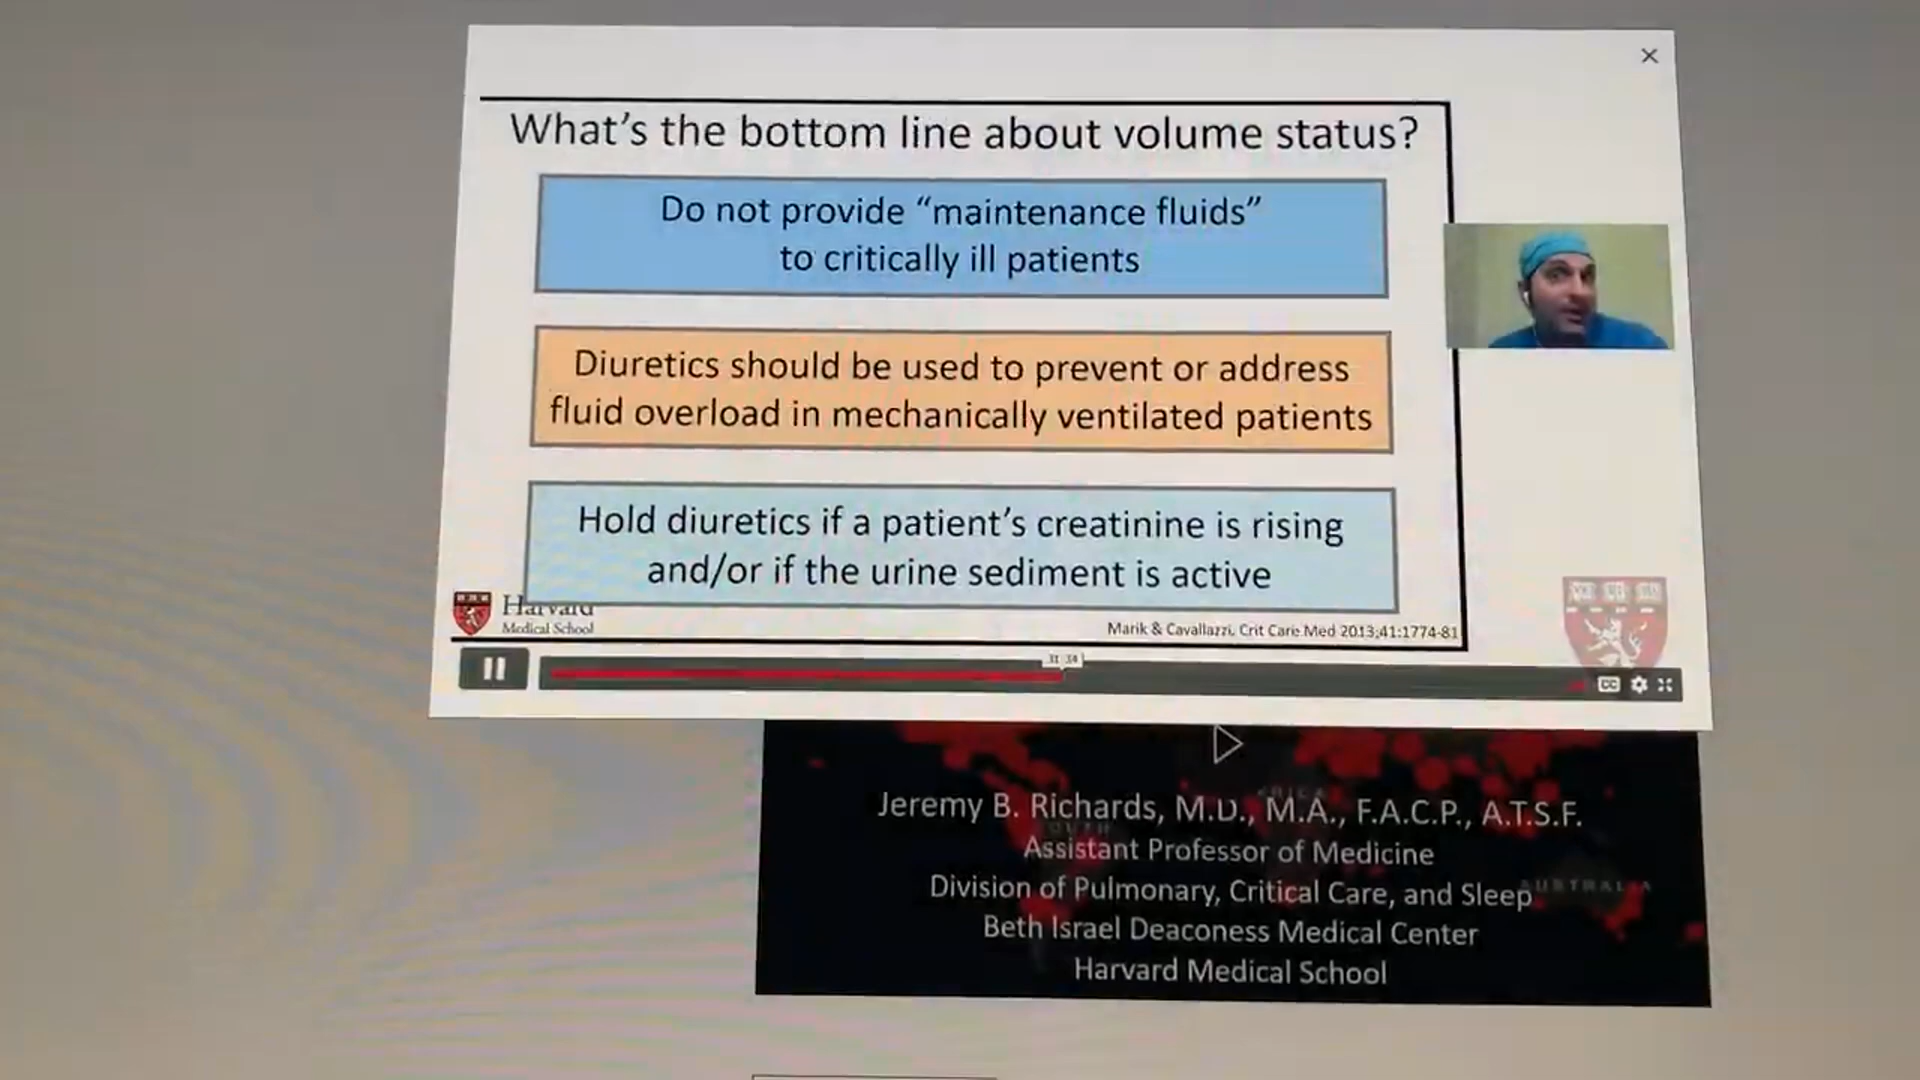 What's the bottom line about volume status?
Do not provide “maintenance fluids”
to critically ill patients
Diuretics should be used to prevent or address
fluid overload in mechanically ventilated patients
Hold diuretics if a patient's creatinine is rising
and/or if the urine sediment is active
Harvard
Medical School
Marik & Cavallazzi, Crit Care Med 2013;41:1774-81
31:34
CC
Jeremy B. Richards, M.D., M.A., F.A.C.P., A.T.S.F.
Assistant Professor of Medicine
Division of Pulmonary, Critical Care, and Sleep
AUSTRALIA
Beth Israel Deaconess Medical Center
Harvard Medical School